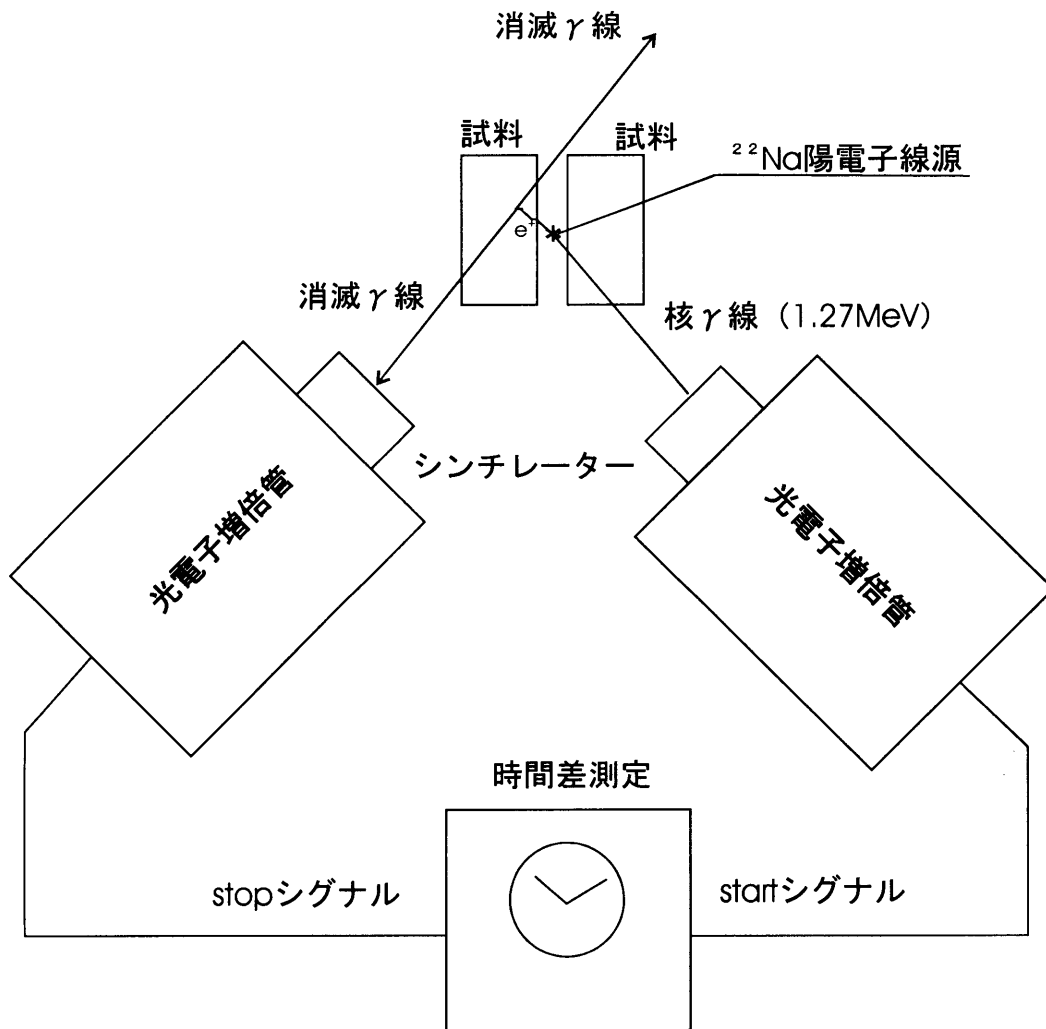 消滅γ線
試料
試料
²²Na陽電子線源
e⁺
消滅γ線
核γ線（1.27MeV）
シンチレーター
光電子増倍管
光電子増倍管
時間差測定
stopシグナル
startシグナル